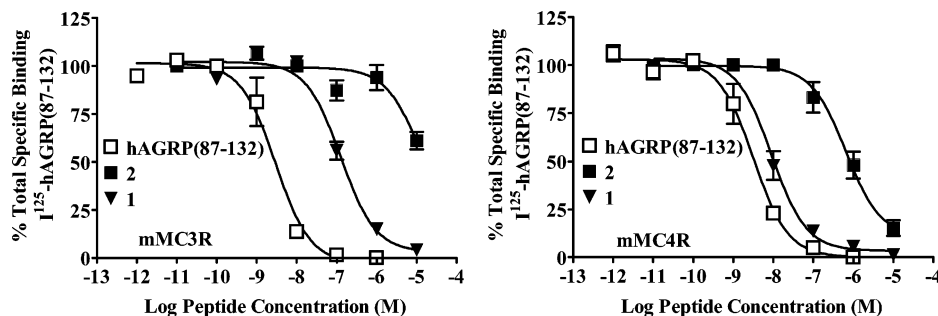 % Total Specific Binding
I¹²⁵-hAGRP(87-132)
125
100
75
50
25
0
hAGRP(87-132)
2
1
mMC3R
-13 -12 -11 -10 -9 -8 -7 -6 -5 -4
Log Peptide Concentration (M)
% Total Specific Binding
I¹²⁵-hAGRP(87-132)
125
100
75
50
25
0
hAGRP(87-132)
2
1
mMC4R
-13 -12 -11 -10 -9 -8 -7 -6 -5 -4
Log Peptide Concentration (M)